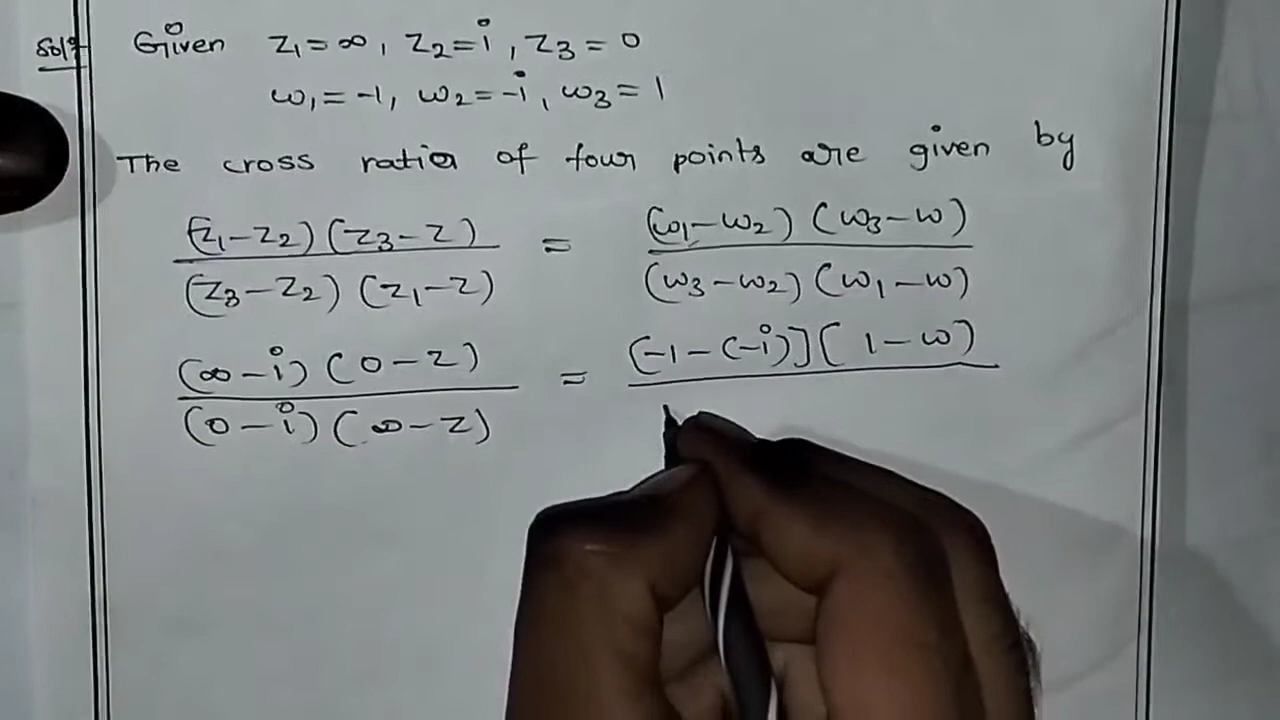 Solⁿ Given z₁ = ∞, z₂ = i, z₃ = 0
w₁ = -1, w₂ = -i, w₃ = 1
The cross ratio of four points are given by
(z₁-z₂)(z₃-z) / (z₃-z₂)(z₁-z) = (w₁-w₂)(w₃-w) / (w₃-w₂)(w₁-w)
(∞-i)(0-z) / (0-i)(∞-z) = (-1-(-i)][1-w)